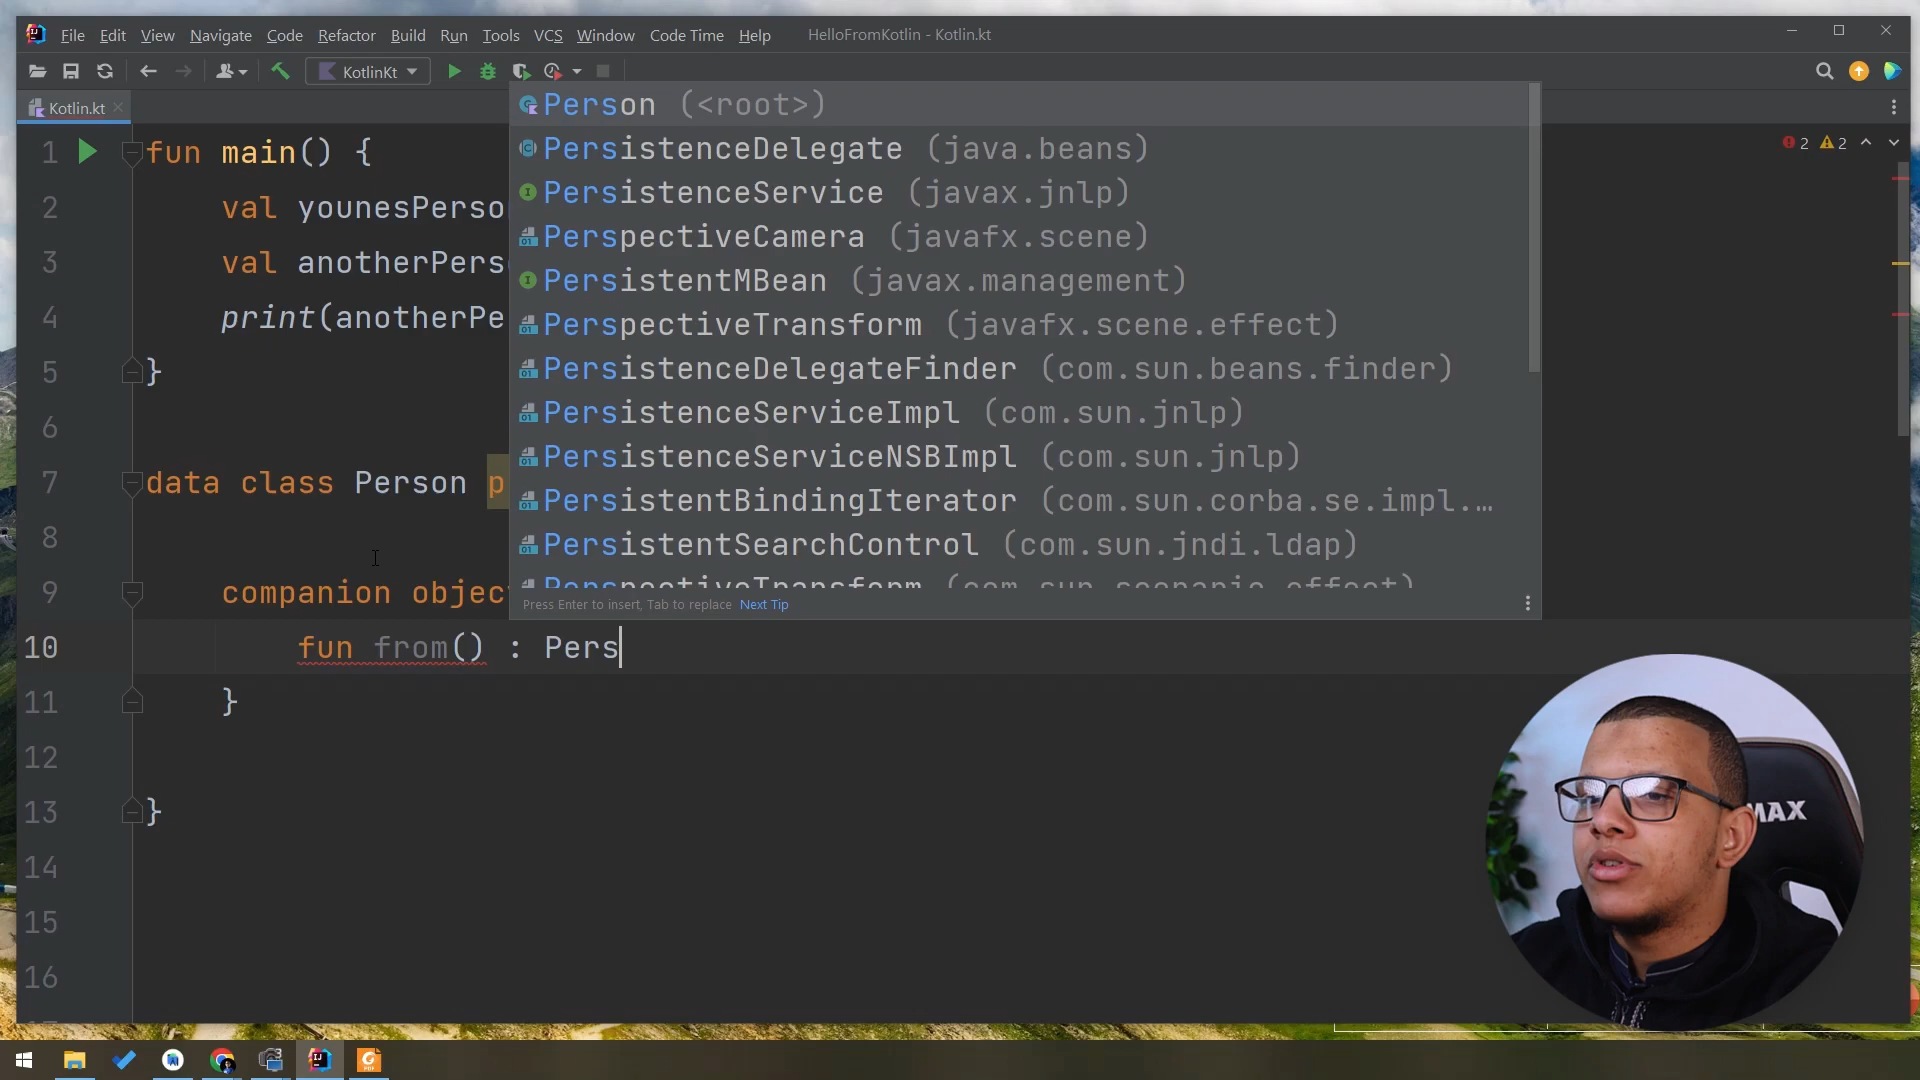 File Edit View Navigate Code Refactor Build Run Tools VCS Window Code Time Help HelloFromKotlin - Kotlin.kt
KotlinKt
Kotlin.kt
1 fun main() {
2 val younesPerso
3 val anotherPers
4 print(anotherPe
5 }
6
7 data class Person p
8
9 companion objec
10 fun from() : Pers
11 }
12
13 }
14
15
16
Person (<root>)
PersistenceDelegate (java.beans)
PersistenceService (javax.jnlp)
PerspectiveCamera (javafx.scene)
PersistentMBean (javax.management)
PerspectiveTransform (javafx.scene.effect)
PersistenceDelegateFinder (com.sun.beans.finder)
PersistenceServiceImpl (com.sun.jnlp)
PersistenceServiceNSBImpl (com.sun.jnlp)
PersistentBindingIterator (com.sun.corba.se.impl.…
PersistentSearchControl (com.sun.jndi.ldap)
PerspectiveTransform (com.sun.scenario.effect)
Press Enter to insert, Tab to replace Next Tip
2 2
MAX